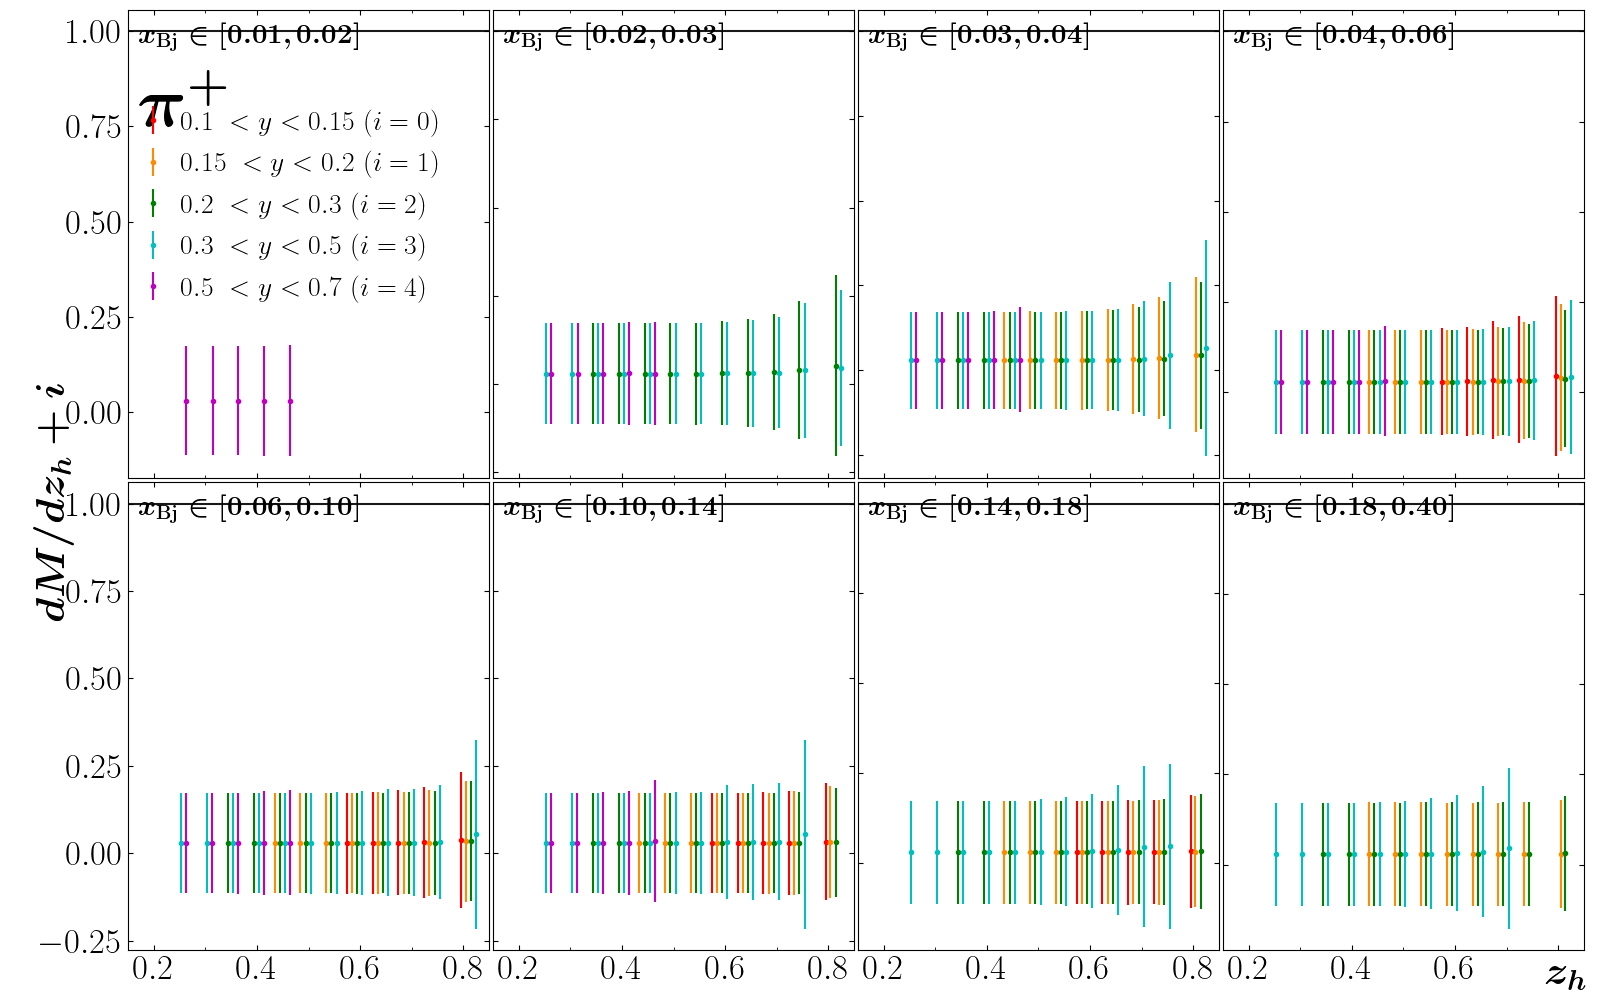 x_Bj ∈ [0.01, 0.02]
x_Bj ∈ [0.02, 0.03]
x_Bj ∈ [0.03, 0.04]
x_Bj ∈ [0.04, 0.06]
π⁺
0.1 < y < 0.15 (i = 0)
0.15 < y < 0.2 (i = 1)
0.2 < y < 0.3 (i = 2)
0.3 < y < 0.5 (i = 3)
0.5 < y < 0.7 (i = 4)
1.00
0.75
0.50
0.25
0.00
dM/dz_h + i
x_Bj ∈ [0.06, 0.10]
x_Bj ∈ [0.10, 0.14]
x_Bj ∈ [0.14, 0.18]
x_Bj ∈ [0.18, 0.40]
1.00
0.75
0.50
0.25
0.00
−0.25
0.2 0.4 0.6 0.8
0.2 0.4 0.6 0.8
0.2 0.4 0.6 0.8
0.2 0.4 0.6
z_h